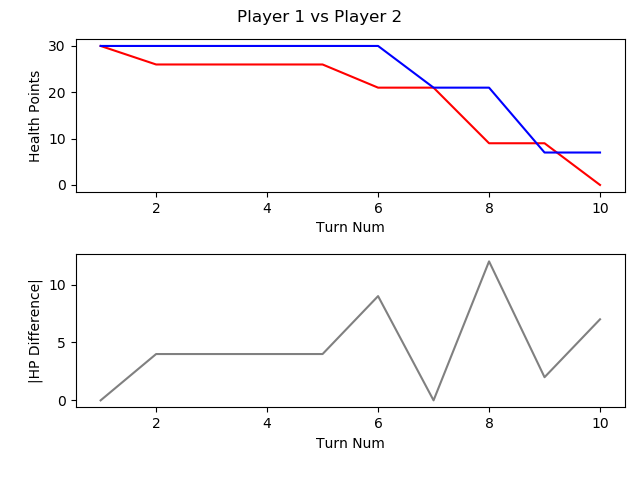 Player 1 vs Player 2
30
20
10
0
Health Points
2 4 6 8 10
Turn Num
10
5
0
|HP Difference|
2 4 6 8 10
Turn Num